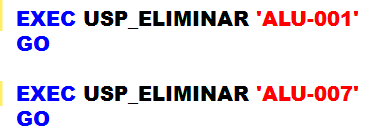 EXEC USP_ELIMINAR 'ALU-001'
GO
EXEC USP_ELIMINAR 'ALU-007'
GO